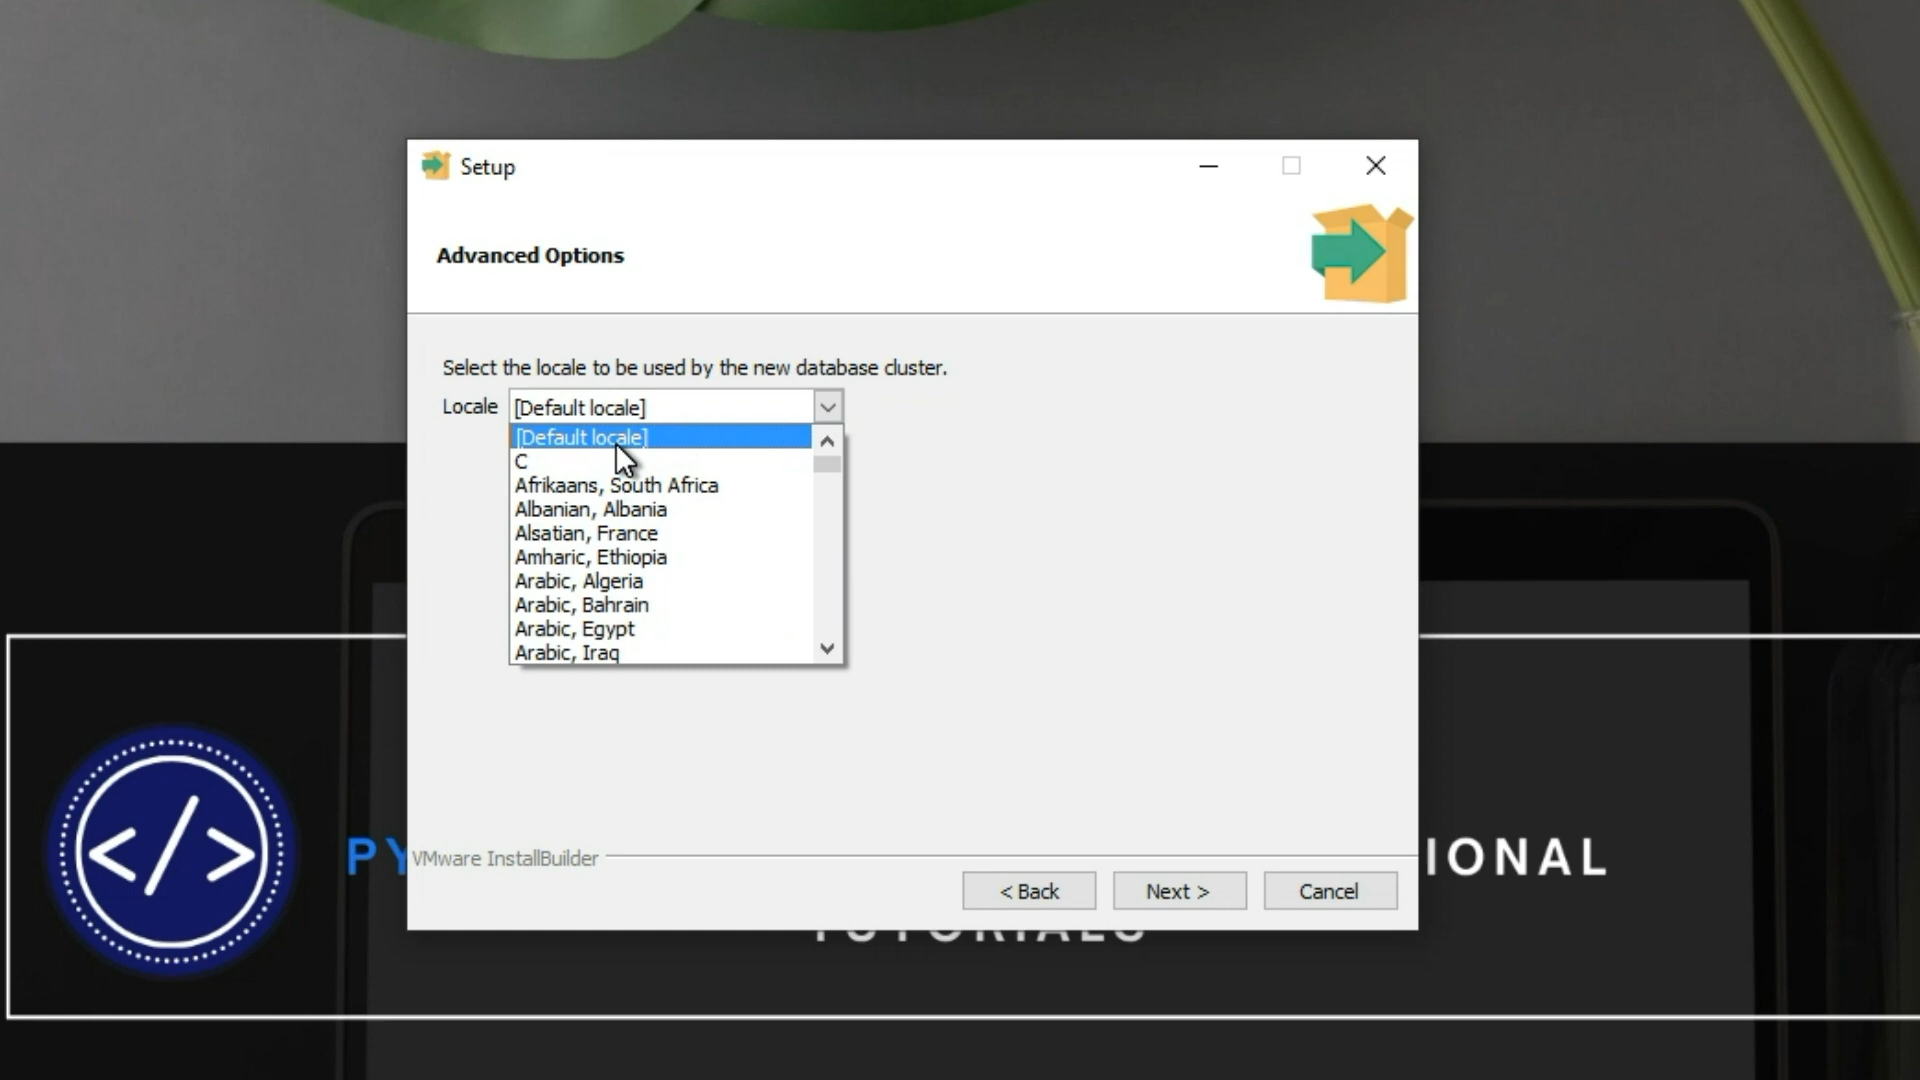 Setup
Advanced Options
Select the locale to be used by the new database cluster.
Locale [Default locale]
[Default locale]
C
Afrikaans, South Africa
Albanian, Albania
Alsatian, France
Amharic, Ethiopia
Arabic, Algeria
Arabic, Bahrain
Arabic, Egypt
Arabic, Iraq
</>
PY IONAL
VMware InstallBuilder
< Back Next > Cancel
TUTORIALS